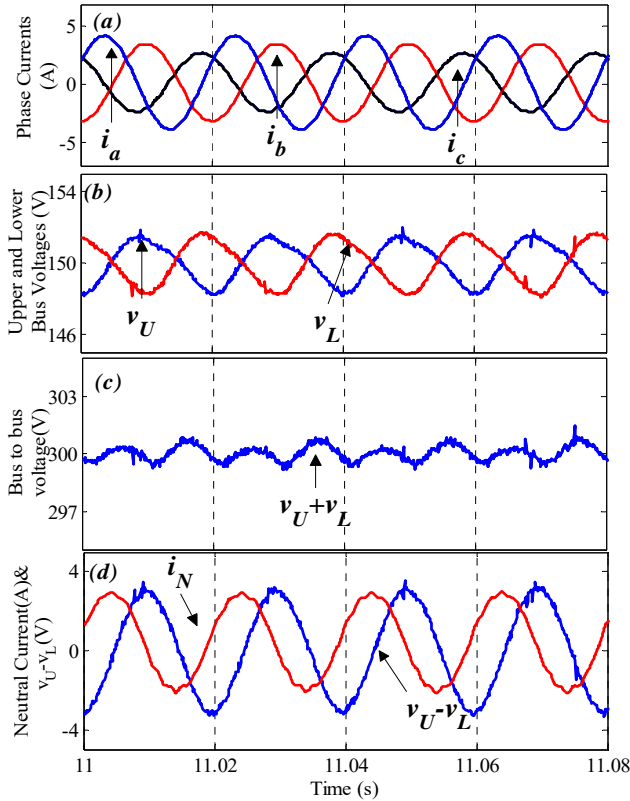 (a)
5
0
-5
Phase Currents
(A)
i_a
i_b
i_c
(b)
154
150
146
Upper and Lower
Bus Voltages (V)
v_U
v_L
(c)
303
300
297
Bus to bus
voltage(V)
v_U+v_L
(d)
4
0
-4
Neutral Current(A)&
v_U-v_L(V)
i_N
v_U-v_L
11
11.02
11.04
11.06
11.08
Time (s)